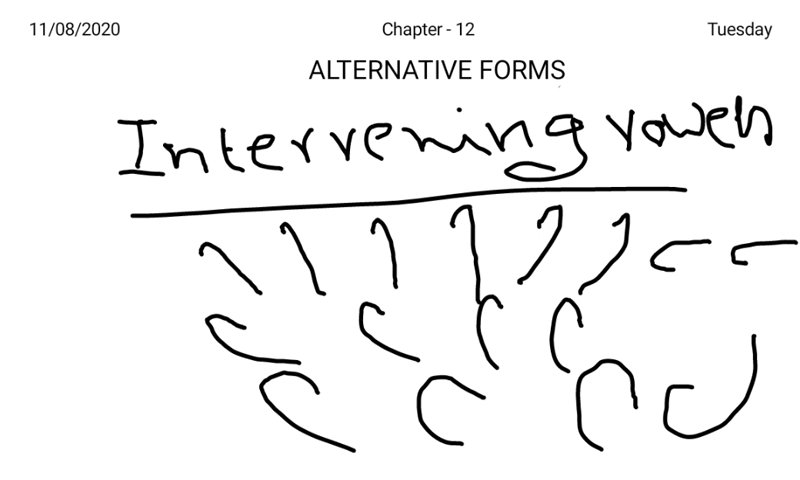 11/08/2020 Chapter - 12 Tuesday
ALTERNATIVE FORMS
Intervening vowels